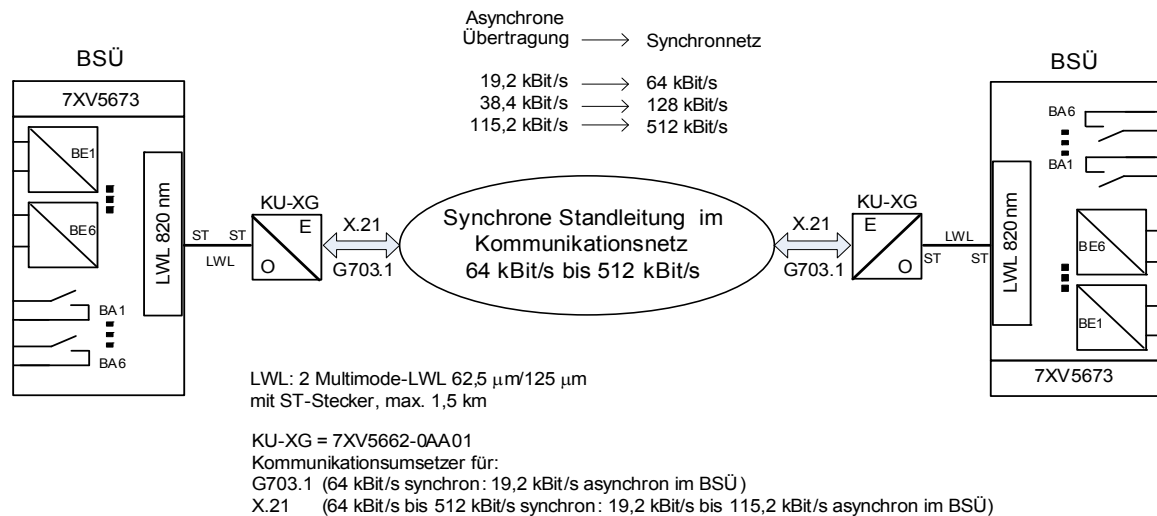 Asynchrone
Übertragung Synchronnetz
19,2 kBit/s 64 kBit/s
38,4 kBit/s 128 kBit/s
115,2 kBit/s 512 kBit/s
BSÜ
7XV5673
BE1
BE6
BA1
BA6
LWL 820 nm
ST ST
LWL
KU-XG
E
O
X.21
G703.1
Synchrone Standleitung im
Kommunikationsnetz
64 kBit/s bis 512 kBit/s
X.21
G703.1
KU-XG
E
O
LWL
ST ST
BSÜ
LWL 820 nm
BA6
BA1
BE6
BE1
7XV5673
LWL: 2 Multimode-LWL 62,5 µm/125 µm
mit ST-Stecker, max. 1,5 km
KU-XG = 7XV5662-0AA01
Kommunikationsumsetzer für:
G703.1 (64 kBit/s synchron: 19,2 kBit/s asynchron im BSÜ)
X.21 (64 kBit/s bis 512 kBit/s synchron: 19,2 kBit/s bis 115,2 kBit/s asynchron im BSÜ)